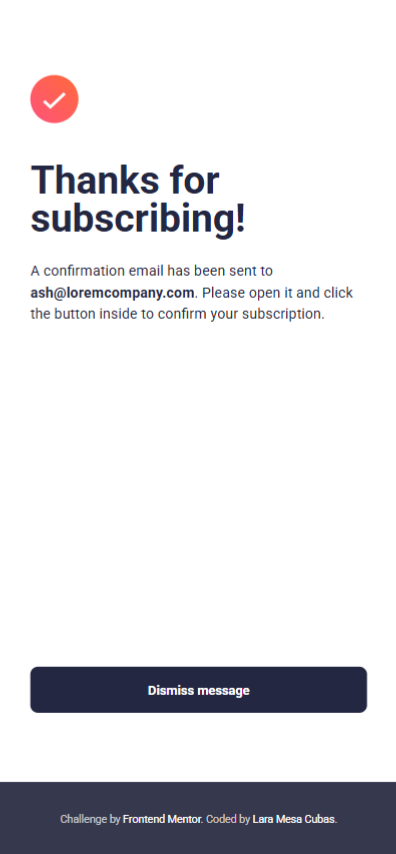 Thanks for
subscribing!
A confirmation email has been sent to
ash@loremcompany.com. Please open it and click
the button inside to confirm your subscription.
Dismiss message
Challenge by Frontend Mentor. Coded by Lara Mesa Cubas.